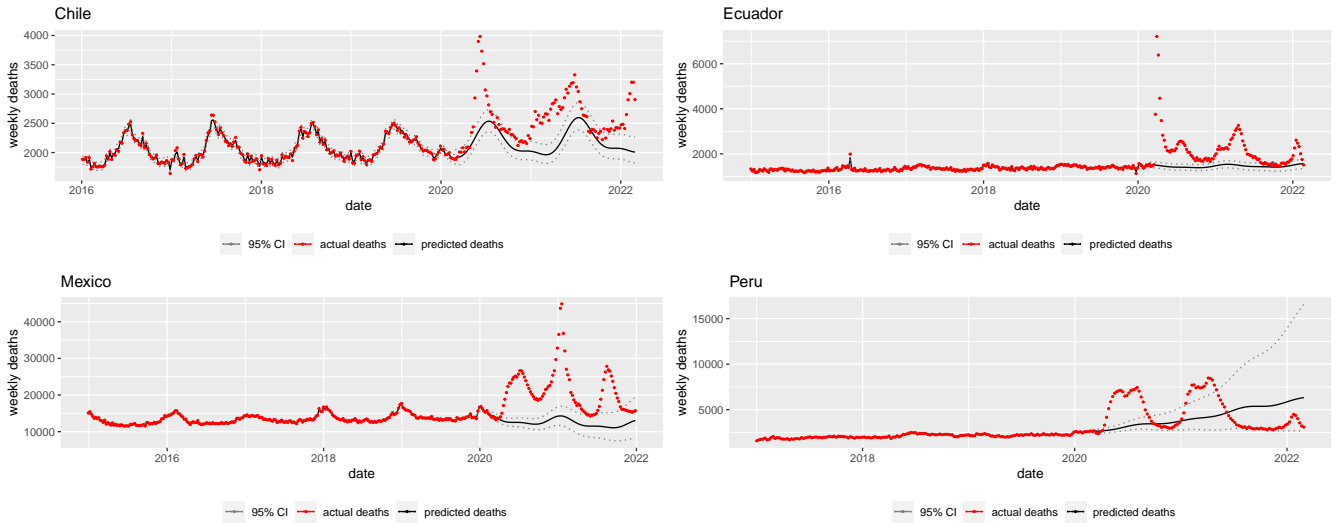 Chile
weekly deaths
4000
3500
3000
2500
2000
2016
2018
2020
2022
date
95% CI actual deaths predicted deaths
Ecuador
weekly deaths
6000
4000
2000
2016
2018
2020
2022
date
95% CI actual deaths predicted deaths
Mexico
weekly deaths
40000
30000
20000
10000
2016
2018
2020
2022
date
95% CI actual deaths predicted deaths
Peru
weekly deaths
15000
10000
5000
2018
2020
2022
date
95% CI actual deaths predicted deaths